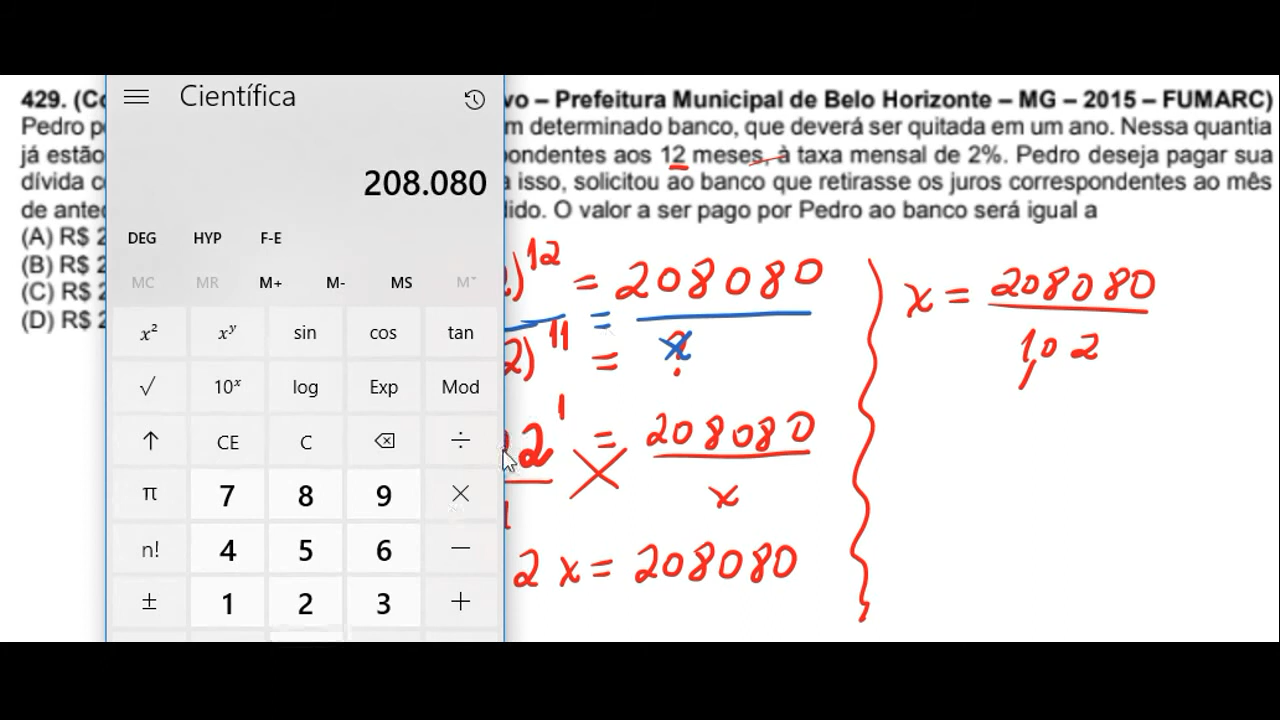 429. (Co
vo – Prefeitura Municipal de Belo Horizonte – MG – 2015 – FUMARC)
Pedro p
m determinado banco, que deverá ser quitada em um ano. Nessa quantia
já estão
pondentes aos 12 meses, à taxa mensal de 2%. Pedro deseja pagar sua
dívida c
a isso, solicitou ao banco que retirasse os juros correspondentes ao mês
de antec
dido. O valor a ser pago por Pedro ao banco será igual a
(A) R$ 2
(B) R$ 2
(C) R$ 2
(D) R$ 2
Científica
208.080
DEG HYP F-E
MC MR M+ M- MS M˅
x² xʸ sin cos tan
√ 10ˣ log Exp Mod
↑ CE C ⌫ ÷
π 7 8 9 ×
n! 4 5 6 −
± 1 2 3 +
)¹² = 208080
2)¹¹ =
2¹ = 208080
x
2 x = 208080
x = 208080
1,02